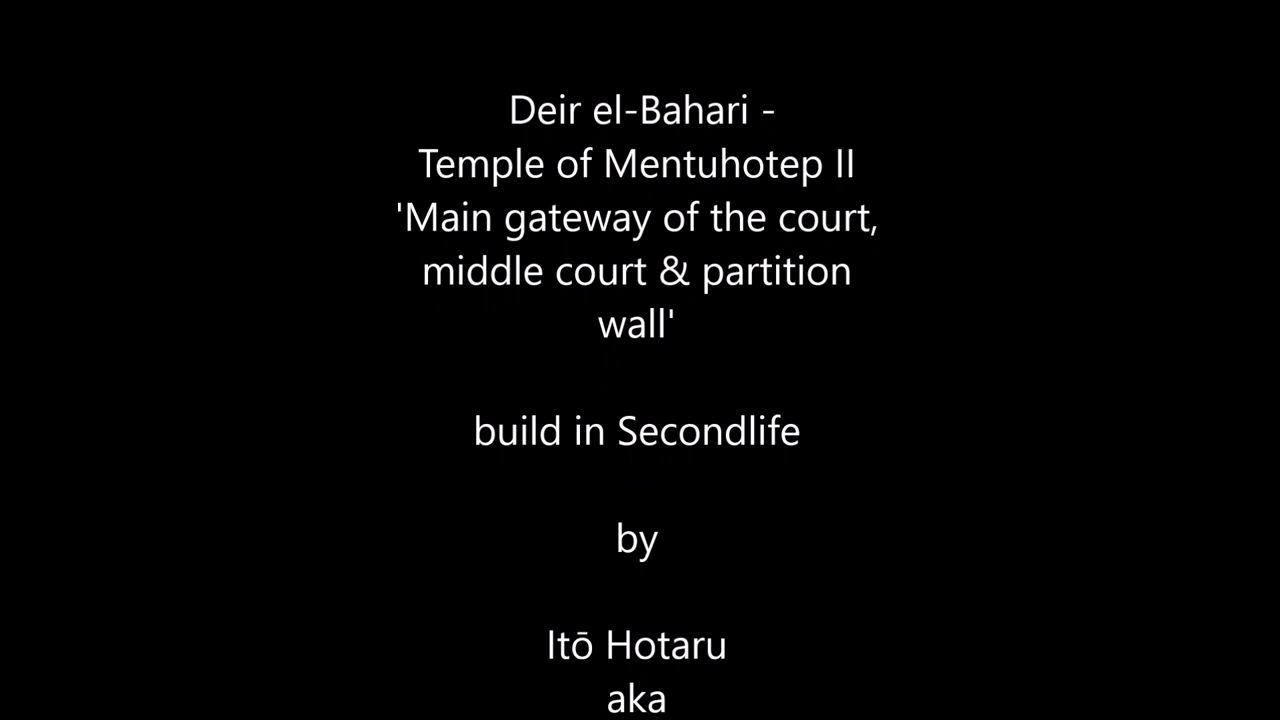 Deir el-Bahari -
Temple of Mentuhotep II
'Main gateway of the court,
middle court & partition
wall'
build in Secondlife
by
Itō Hotaru
aka